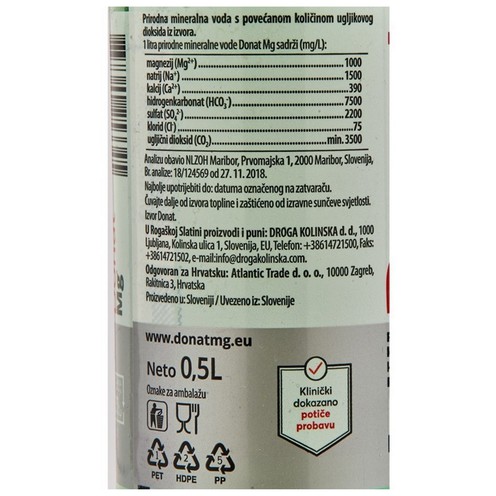 Prirodna mineralna voda s povećanom količinom ugljikovog
dioksida iz izvora.
1 litra prirodne mineralne vode Donat Mg sadrži (mg/L):
magnezij (Mg²⁺) 1000
natrij (Na⁺) 1500
kalcij (Ca²⁺) 390
hidrogenkarbonat (HCO₃⁻) 7500
sulfat (SO₄²⁻) 2200
klorid (Cl⁻) 75
ugljični dioksid (CO₂) min. 3500
Analizu obavio NLZOH Maribor, Prvomajska 1, 2000 Maribor, Slovenija,
Br. analize: 18/124569 od 27. 11. 2018.
Najbolje upotrijebiti do: datuma označenog na zatvaraču.
Čuvajte dalje od izvora topline i zaštićeno od izravne sunčeve svjetlosti.
Izvor Donat.
U Rogaškoj Slatini proizvodi i puni: DROGA KOLINSKA d. d., 1000
Ljubljana, Kolinska ulica 1, Slovenija, EU, Telefon: +38614721500, Faks:
+38614721502, e-mail:info@drogakolinska.com
Odgovoran za Hrvatsku: Atlantic Trade d. o. o., 10000 Zagreb,
Rakitnica 3, Hrvatska
Proizvedeno u: Sloveniji / Uvezeno iz: Slovenije
www.donatmg.eu
Neto 0,5L
Oznake za ambalažu
Klinički
dokazano
potiče
probavu
1 2 5
PET HDPE PP
Mg